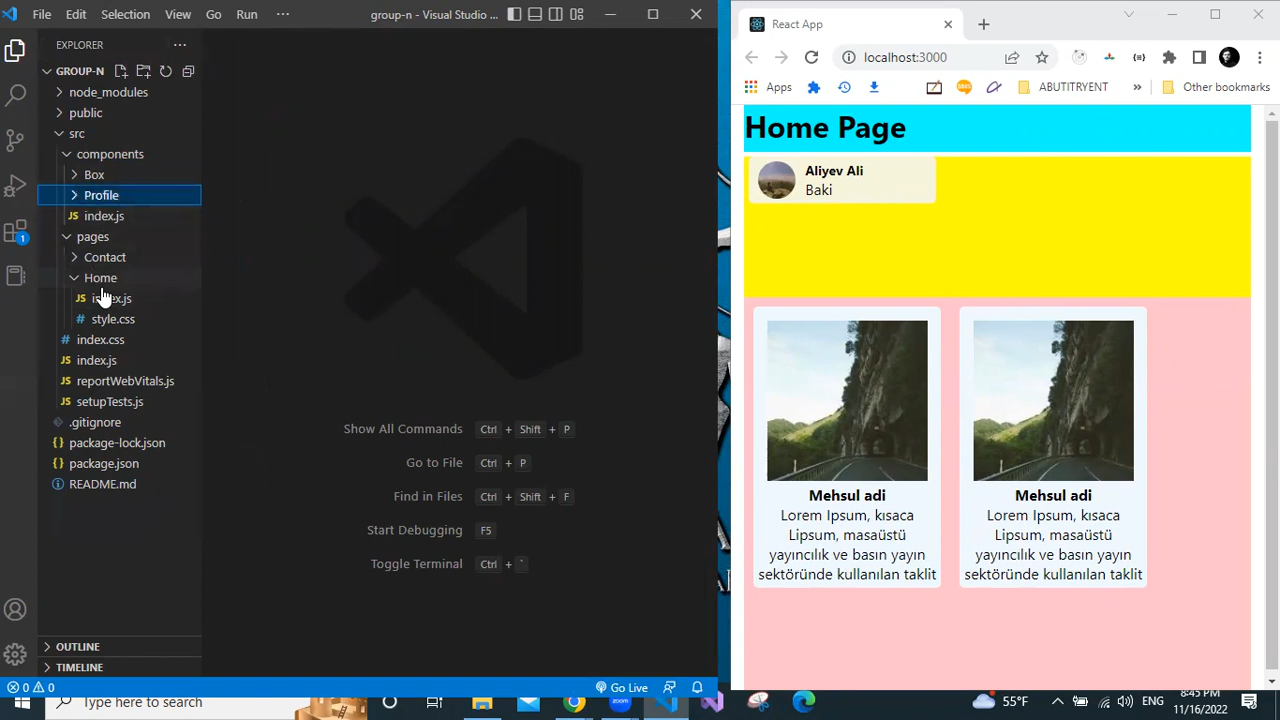 File Edit Selection View Go Run ··· group-n - Visual Studio ...
EXPLORER
GROUP-N
node_modules
public
src
components
Box
Profile
JS index.js
pages
Contact
Home
JS
# style.css
# index.css
JS index.js
JS reportWebVitals.js
JS setupTests.js
.gitignore
{} package-lock.json
{} package.json
README.md
OUTLINE
TIMELINE
1
Show All Commands Ctrl + Shift + P
Go to File Ctrl + P
Find in Files Ctrl + Shift + F
Start Debugging F5
Toggle Terminal Ctrl + `
0 0 Go Live
React App
localhost:3000
Apps ABUTITRYENT » Other bookmarks
Home Page
Aliyev Ali
Baki
Mehsul adi
Lorem Ipsum, kısaca
Lipsum, masaüstü
yayıncılık ve basın yayın
sektöründe kullanılan taklit
Mehsul adi
Lorem Ipsum, kısaca
Lipsum, masaüstü
yayıncılık ve basın yayın
sektöründe kullanılan taklit
Type here to search
zoom
55°F ENG
8:45 PM
11/16/2022